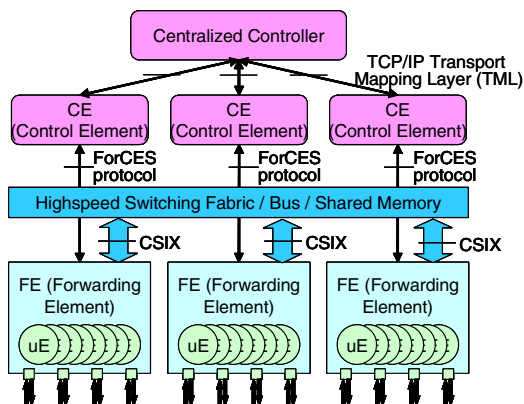 Centralized Controller
TCP/IP Transport
Mapping Layer (TML)
CE
(Control Element)
CE
(Control Element)
CE
(Control Element)
ForCES
protocol
ForCES
protocol
ForCES
protocol
Highspeed Switching Fabric / Bus / Shared Memory
CSIX
CSIX
CSIX
FE (Forwarding
Element)
FE (Forwarding
Element)
FE (Forwarding
Element)
uE
uE
uE